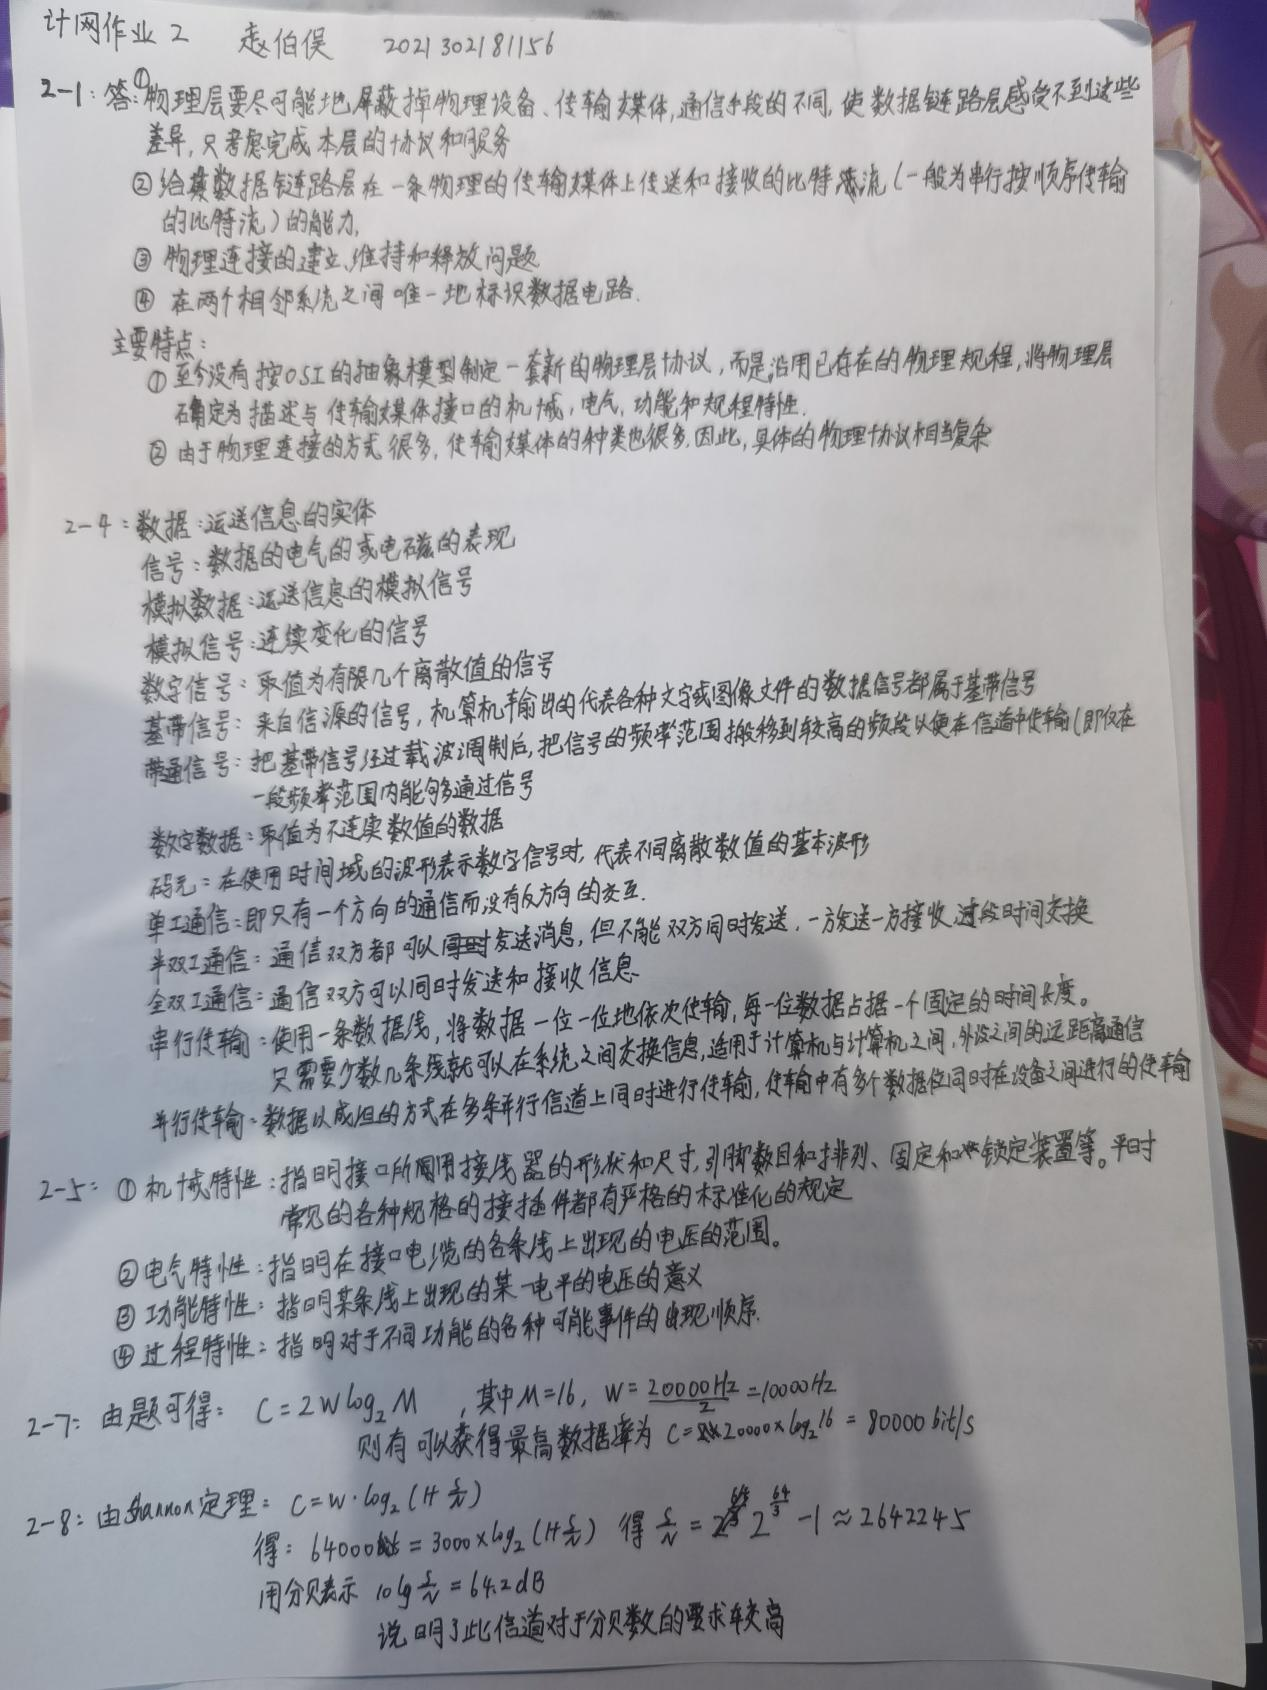 计网作业2 赵伯俣 2021302181156
2-1: 答: ①物理层要尽可能地屏蔽掉物理设备、传输媒体,通信手段的不同,使数据链路层感受不到这些
差异,只考虑完成本层的协议和服务
②给其数据链路层在一条物理的传输媒体上传送和接收的比特流(一般为串行按顺序传输
的比特流)的能力,
③ 物理连接的建立、维持和释放问题
④ 在两个相邻系统之间唯一地标识数据电路.
主要特点:
① 至今没有按OSI的抽象模型制定一套新的物理层协议,而是沿用已存在的物理规程,将物理层
确定为描述与传输媒体接口的机械,电气,功能和规程特性.
② 由于物理连接的方式很多,传输媒体的种类也很多.因此,具体的物理协议相当复杂
2-4: 数据:运送信息的实体
信号:数据的电气的或电磁的表现
模拟数据:运送信息的模拟信号
模拟信号:连续变化的信号
数字信号:取值为有限几个离散值的信号
基带信号:来自信源的信号,机算机输出的代表各种文字或图像文件的数据信号都属于基带信号
带通信号:把基带信号经过载波调制后,把信号的频率范围搬移到较高的频段以便在信道中传输(即仅在
一段频率范围内能够通过信号
数字数据:取值为不连续数值的数据
码元:在使用时间域的波形表示数字信号时,代表不同离散数值的基本波形
单工通信:即只有一个方向的通信而没有反方向的交互.
半双工通信:通信双方都可以发送消息,但不能双方同时发送,一方发送一方接收,过段时间交换
全双工通信:通信双方可以同时发送和接收信息.
串行传输:使用一条数据线,将数据一位一位地依次传输,每一位数据占据一个固定的时间长度。
只需要少数几条线就可以在系统之间交换信息,适用于计算机与计算机之间,外设之间的远距离通信
并行传输:数据以成组的方式在多条并行信道上同时进行传输,传输中有多个数据位同时在设备之间进行的传输
2-5: ①机械特性:指明接口所用接线器的形状和尺寸,引脚数目和排列、固定和锁定装置等。平时
常见的各种规格的接插件都有严格的标准化的规定
②电气特性:指明在接口电缆的各条线上出现的电压的范围。
③功能特性:指明某条线上出现的某一电平的电压的意义
④过程特性:指明对于不同功能的各种可能事件的出现顺序.
2-7: 由题可得: C=2Wlog₂M ,其中M=16, W=20000Hz/2=10000Hz
则有可以获得最高数据率为 C=20000×log₂16 = 80000 bit/s
2-8: 由Shannon定理: C=W·log₂(1+S/N)
得: 64000 = 3000×log₂(1+S/N) 得 S/N = 2^(64/3) -1 ≈ 2642245
用分贝表示 10lg S/N = 64.2dB
说明了此信道对于分贝数的要求较高